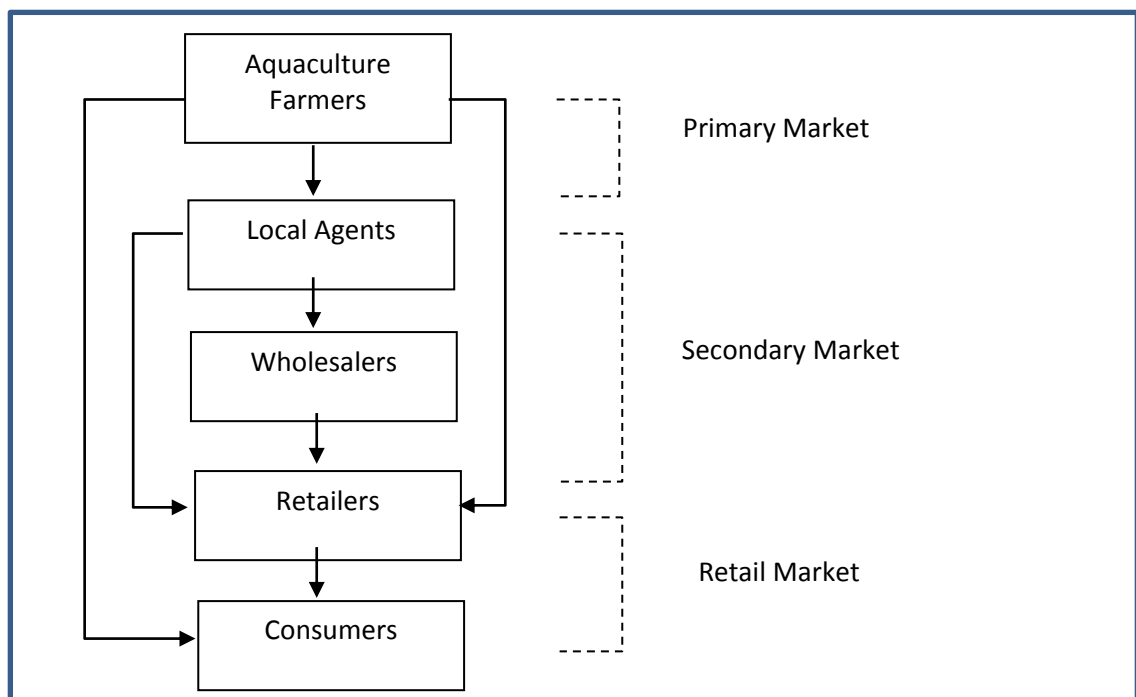 Aquaculture
Farmers
Primary Market
Local Agents
Secondary Market
Wholesalers
Retailers
Retail Market
Consumers